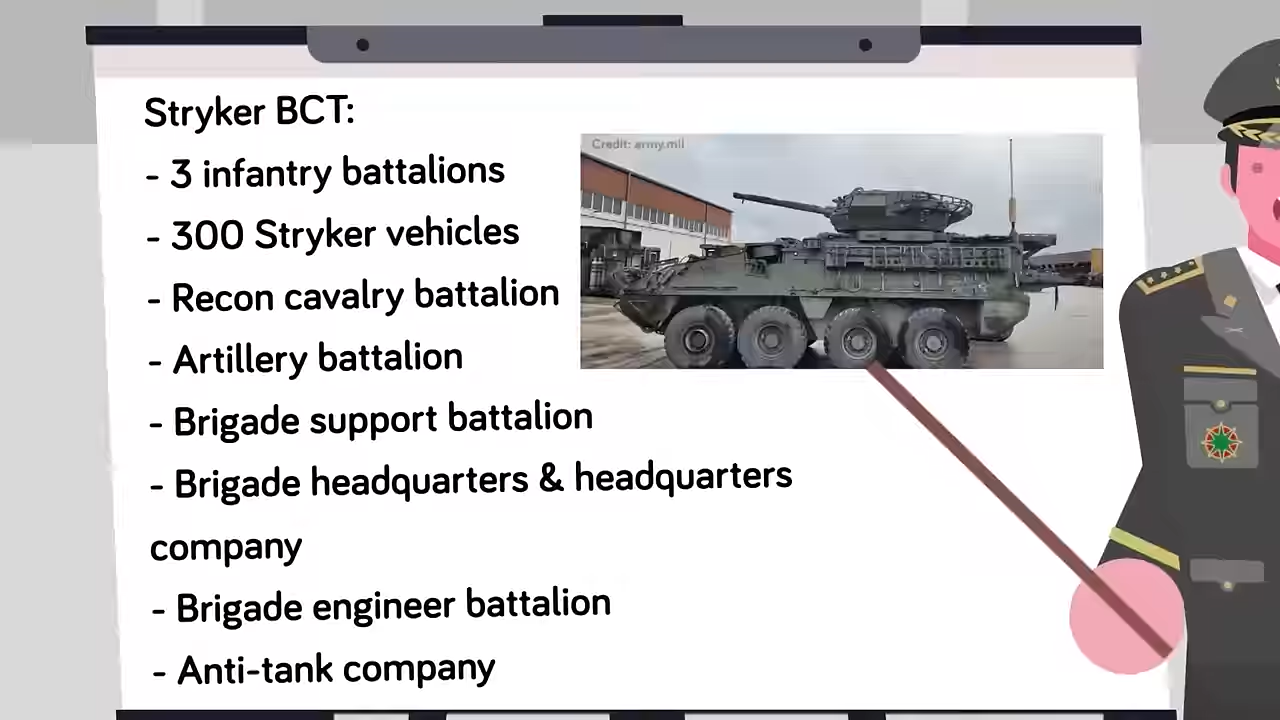 Stryker BCT:
Credit: army.mil
- 3 infantry battalions
- 300 Stryker vehicles
- Recon cavalry battalion
- Artillery battalion
- Brigade support battalion
- Brigade headquarters & headquarters
company
- Brigade engineer battalion
- Anti-tank company